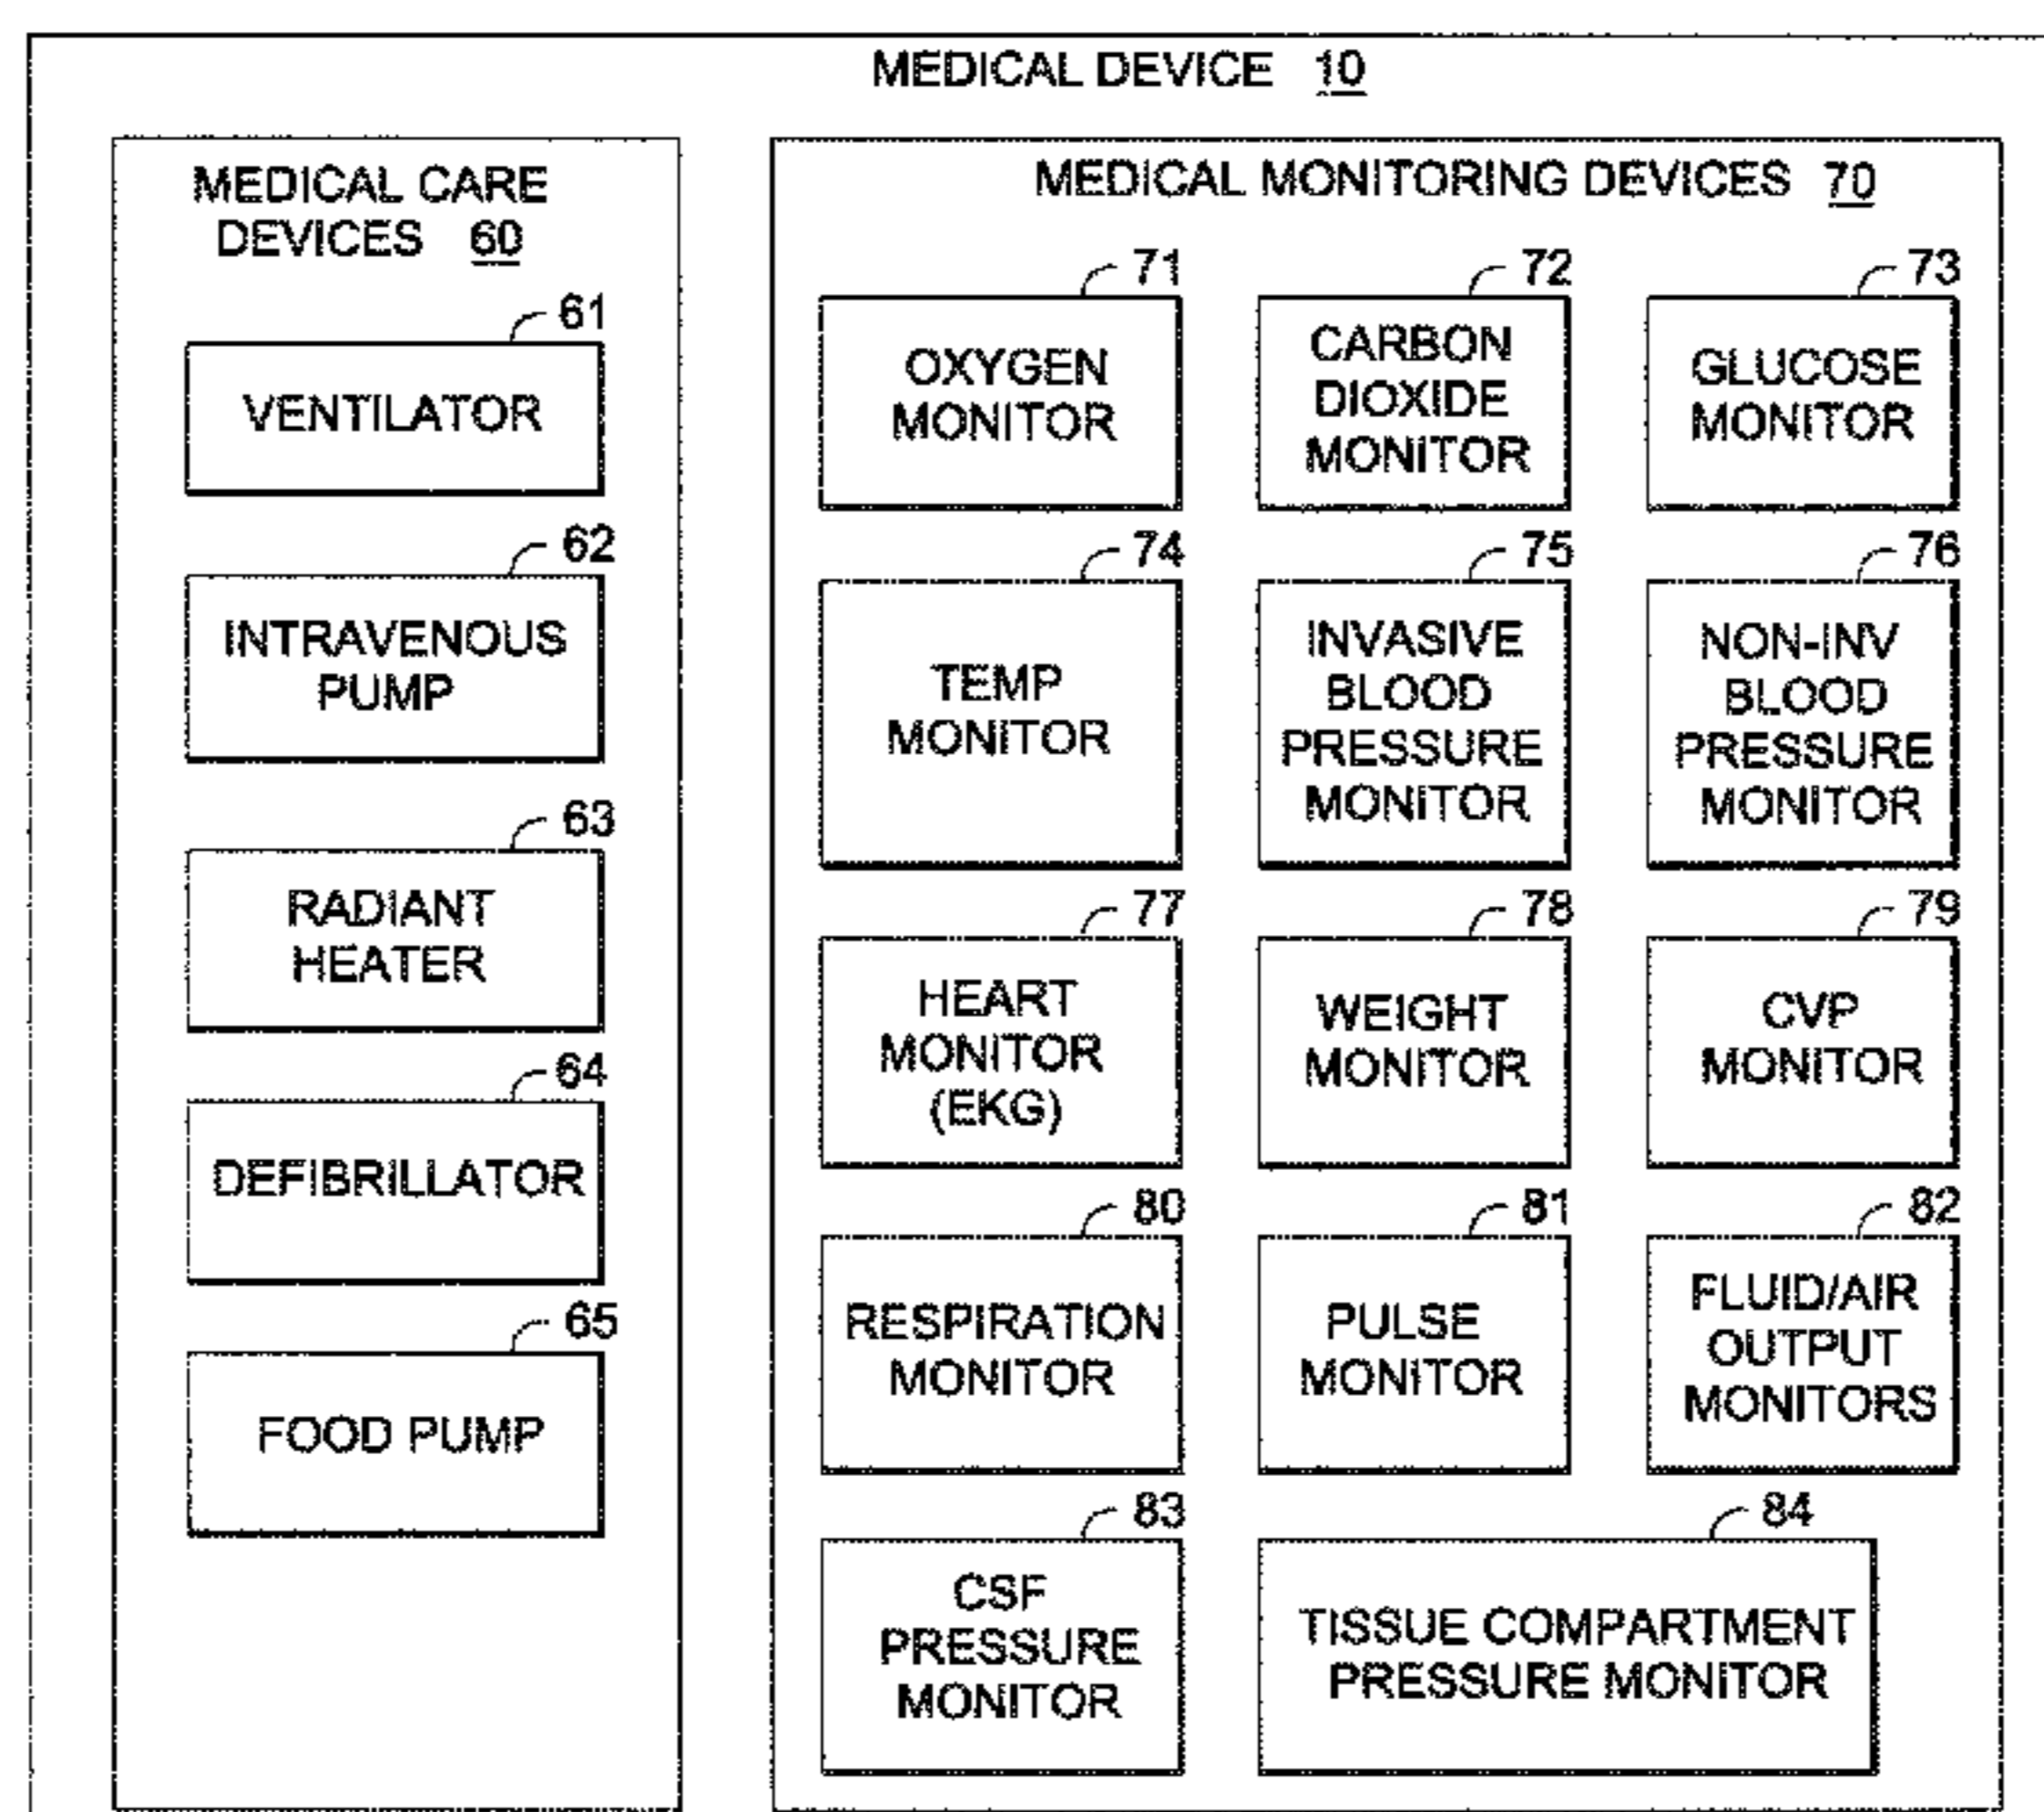 MEDICAL DEVICE 10
MEDICAL CARE
DEVICES 60
61
VENTILATOR
62
INTRAVENOUS
PUMP
63
RADIANT
HEATER
64
DEFIBRILLATOR
65
FOOD PUMP
MEDICAL MONITORING DEVICES 70
71
OXYGEN
MONITOR
72
CARBON
DIOXIDE
MONITOR
73
GLUCOSE
MONITOR
74
TEMP
MONITOR
75
INVASIVE
BLOOD
PRESSURE
MONITOR
76
NON-INV
BLOOD
PRESSURE
MONITOR
77
HEART
MONITOR
(EKG)
78
WEIGHT
MONITOR
79
CVP
MONITOR
80
RESPIRATION
MONITOR
81
PULSE
MONITOR
82
FLUID/AIR
OUTPUT
MONITORS
83
CSF
PRESSURE
MONITOR
84
TISSUE COMPARTMENT
PRESSURE MONITOR